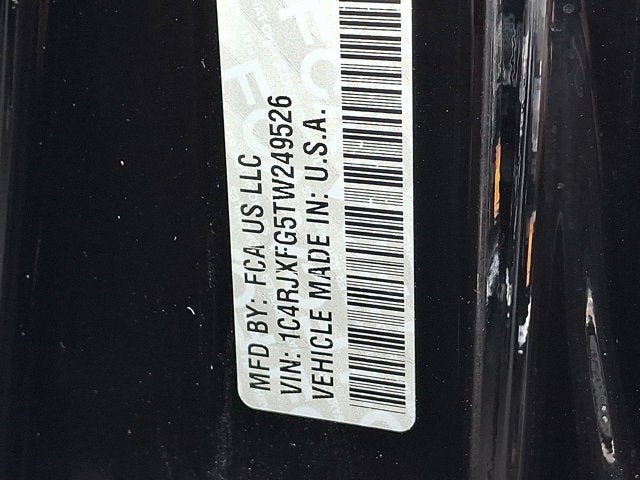 MFD BY: FCA US LLC
VIN: 1C4RJXFG5TW249526
VEHICLE MADE IN: U.S.A.